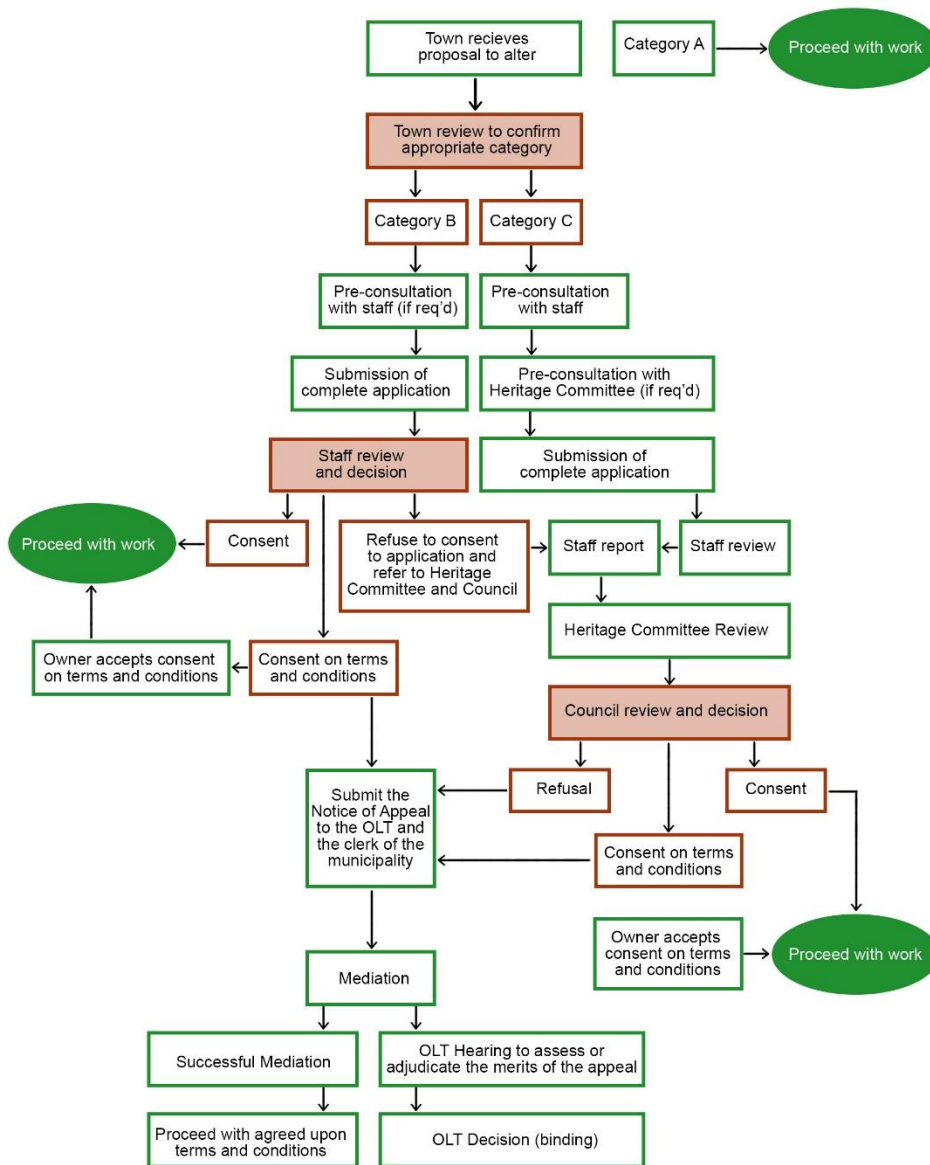 Town recieves
proposal to alter
Category A
Proceed with work
Town review to confirm
appropriate category
Category B
Category C
Pre-consultation
with staff (if req'd)
Pre-consultation
with staff
Submission of
complete application
Pre-consultation with
Heritage Committee (if req'd)
Staff review
and decision
Submission of
complete application
Proceed with work
Consent
Refuse to consent
to application and
refer to Heritage
Committee and Council
Staff report
Staff review
Heritage Committee Review
Owner accepts consent
on terms and conditions
Consent on terms
and conditions
Council review and decision
Submit the
Notice of Appeal
to the OLT and
the clerk of the
municipality
Refusal
Consent
Consent on terms
and conditions
Owner accepts
consent on terms
and conditions
Proceed with work
Mediation
Successful Mediation
OLT Hearing to assess or
adjudicate the merits of the appeal
Proceed with agreed upon
terms and conditions
OLT Decision (binding)